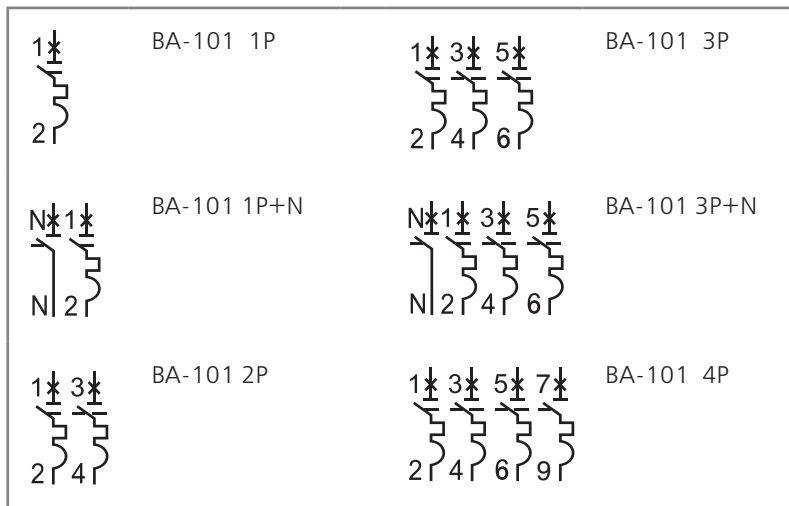 1 BA-101 1P
2
1 3 5 BA-101 3P
2 4 6
N 1 BA-101 1P+N
N 2
N 1 3 5 BA-101 3P+N
N 2 4 6
1 3 BA-101 2P
2 4
1 3 5 7 BA-101 4P
2 4 6 9